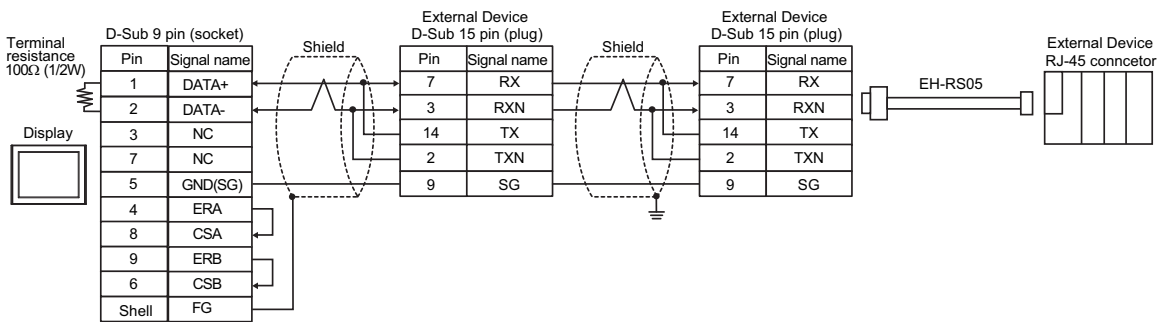 External Device
D-Sub 15 pin (plug)
External Device
D-Sub 15 pin (plug)
External Device
RJ-45 conncetor
Terminal
resistance
100Ω (1/2W)
D-Sub 9 pin (socket)
Shield
Shield
Pin Signal name
1 DATA+
2 DATA-
3 NC
7 NC
5 GND(SG)
4 ERA
8 CSA
9 ERB
6 CSB
Shell FG
Display
Pin Signal name
7 RX
3 RXN
14 TX
2 TXN
9 SG
Pin Signal name
7 RX
3 RXN
14 TX
2 TXN
9 SG
EH-RS05